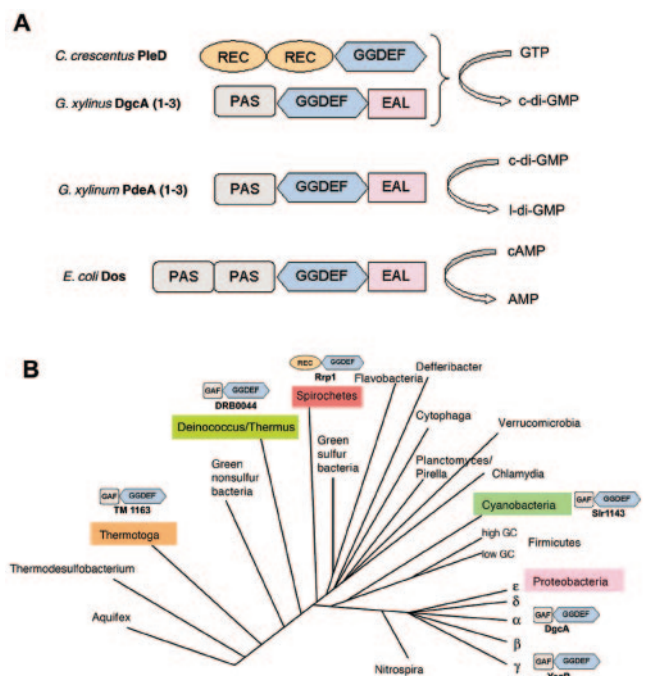 A
C. crescentus PleD
REC REC GGDEF
GTP
c-di-GMP
G. xylinus DgcA (1-3)
PAS GGDEF EAL
G. xylinum PdeA (1-3)
PAS GGDEF EAL
c-di-GMP
l-di-GMP
E. coli Dos
PAS PAS GGDEF EAL
cAMP
AMP
B
REC GGDEF
Rrp1
Spirochetes
GAF GGDEF
DRB0044
Deinococcus/Thermus
GAF GGDEF
TM 1163
Thermotoga
Green
nonsulfur
bacteria
Green
sulfur
bacteria
Thermodesulfobacterium
Aquifex
Flavobacteria
Defferibacter
Cytophaga
Verrucomicrobia
Planctomyces/
Pirella
Chlamydia
Cyanobacteria
GAF GGDEF
Slr1143
high GC
low GC
Firmicutes
Proteobacteria
ε
δ
α
GAF GGDEF
DgcA
β
γ
GAF GGDEF
Nitrospira